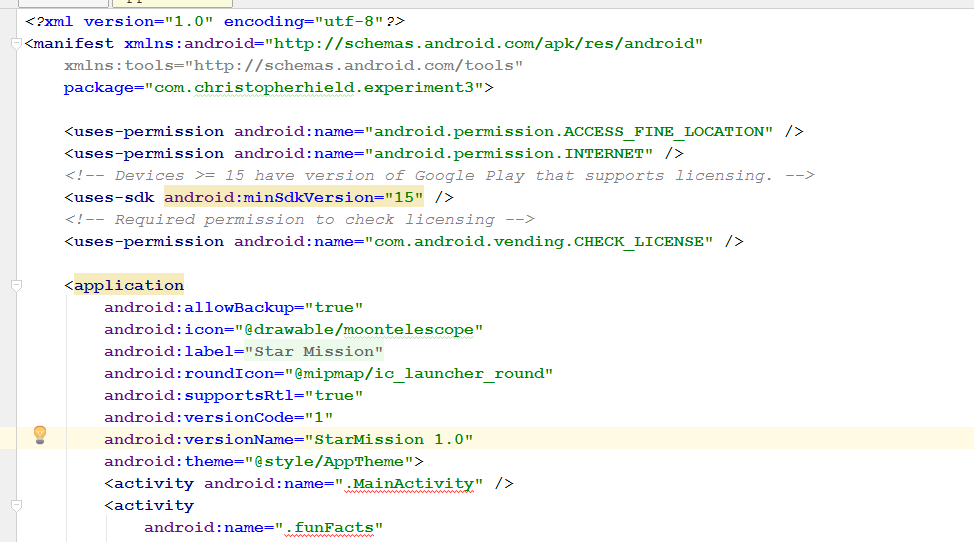 <?xml version="1.0" encoding="utf-8"?>
<manifest xmlns:android="http://schemas.android.com/apk/res/android"
    xmlns:tools="http://schemas.android.com/tools"
    package="com.christopherhield.experiment3">

    <uses-permission android:name="android.permission.ACCESS_FINE_LOCATION" />
    <uses-permission android:name="android.permission.INTERNET" />
    <!-- Devices >= 15 have version of Google Play that supports licensing. -->
    <uses-sdk android:minSdkVersion="15" />
    <!-- Required permission to check licensing -->
    <uses-permission android:name="com.android.vending.CHECK_LICENSE" />

    <application
        android:allowBackup="true"
        android:icon="@drawable/moontelescope"
        android:label="Star Mission"
        android:roundIcon="@mipmap/ic_launcher_round"
        android:supportsRtl="true"
        android:versionCode="1"
        android:versionName="StarMission 1.0"
        android:theme="@style/AppTheme">
        <activity android:name=".MainActivity" />
        <activity
            android:name=".funFacts"